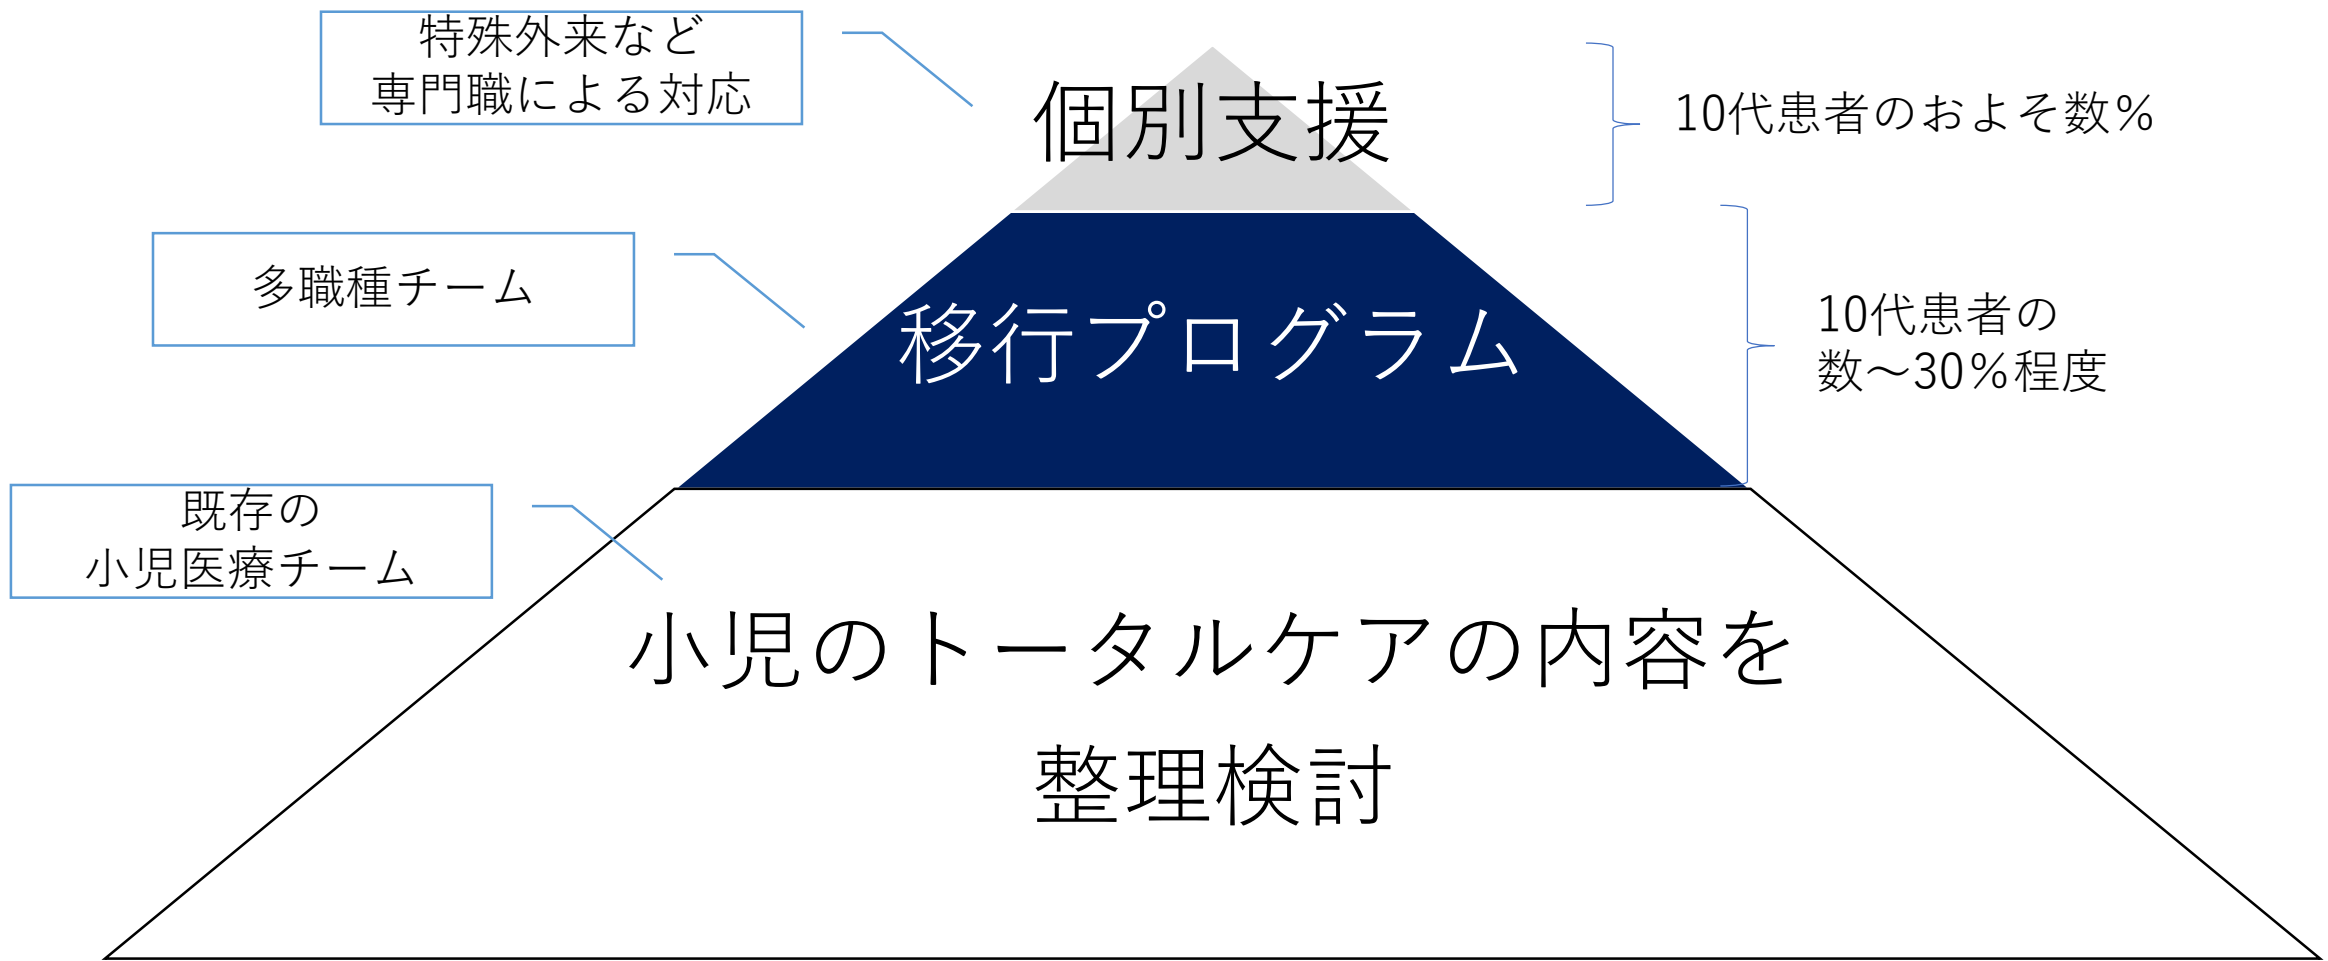 特殊外来など
専門職による対応
個別支援
10代患者のおよそ数%
多職種チーム
移行プログラム
10代患者の
数～30%程度
既存の
小児医療チーム
小児のトータルケアの内容を
整理検討